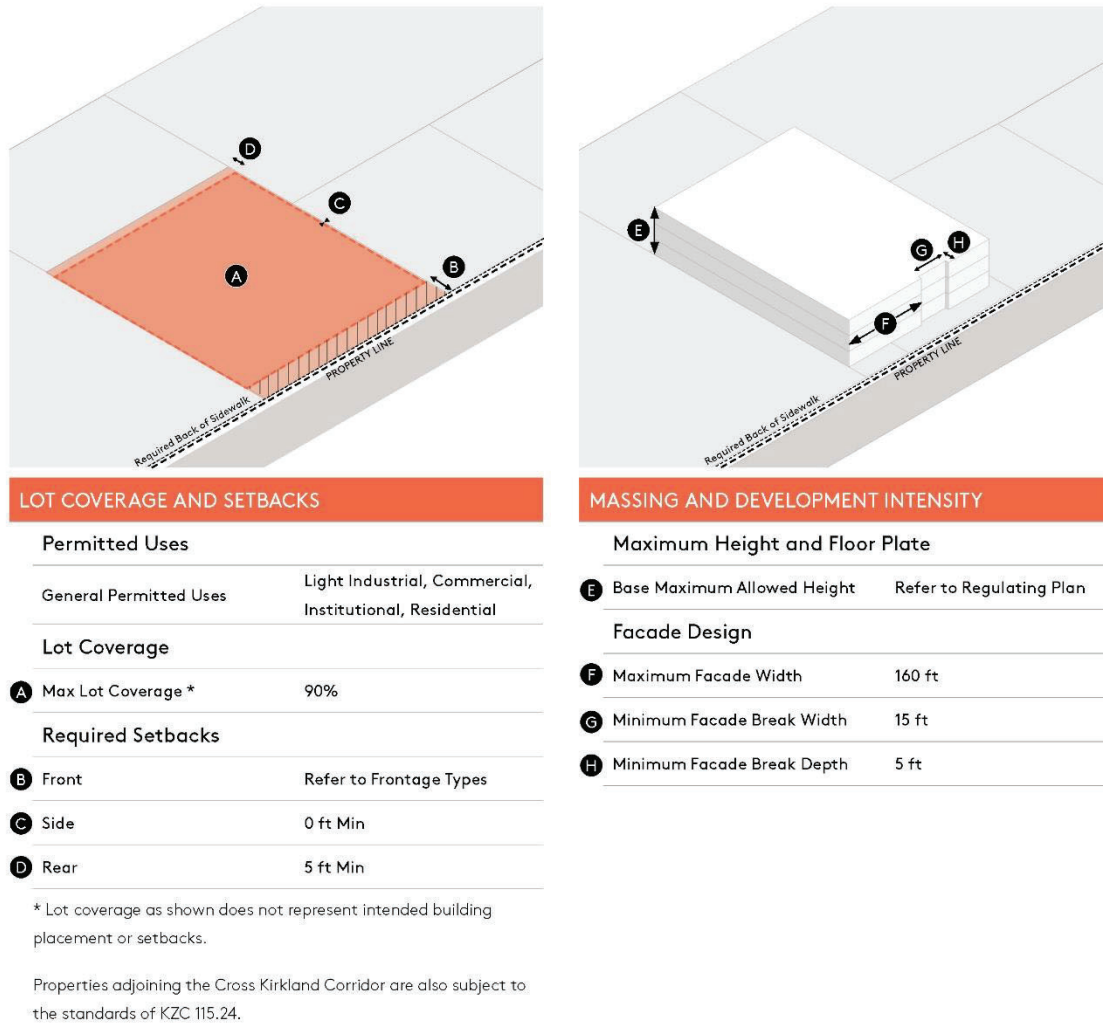 D
C
B
A
PROPERTY LINE
Required Back of Sidewalk
LOT COVERAGE AND SETBACKS
Permitted Uses
General Permitted Uses Light Industrial, Commercial,
Institutional, Residential
Lot Coverage
A Max Lot Coverage * 90%
Required Setbacks
B Front Refer to Frontage Types
C Side 0 ft Min
D Rear 5 ft Min
* Lot coverage as shown does not represent intended building
placement or setbacks.
Properties adjoining the Cross Kirkland Corridor are also subject to
the standards of KZC 115.24.
E
G
H
F
PROPERTY LINE
Required Back of Sidewalk
MASSING AND DEVELOPMENT INTENSITY
Maximum Height and Floor Plate
E Base Maximum Allowed Height Refer to Regulating Plan
Facade Design
F Maximum Facade Width 160 ft
G Minimum Facade Break Width 15 ft
H Minimum Facade Break Depth 5 ft